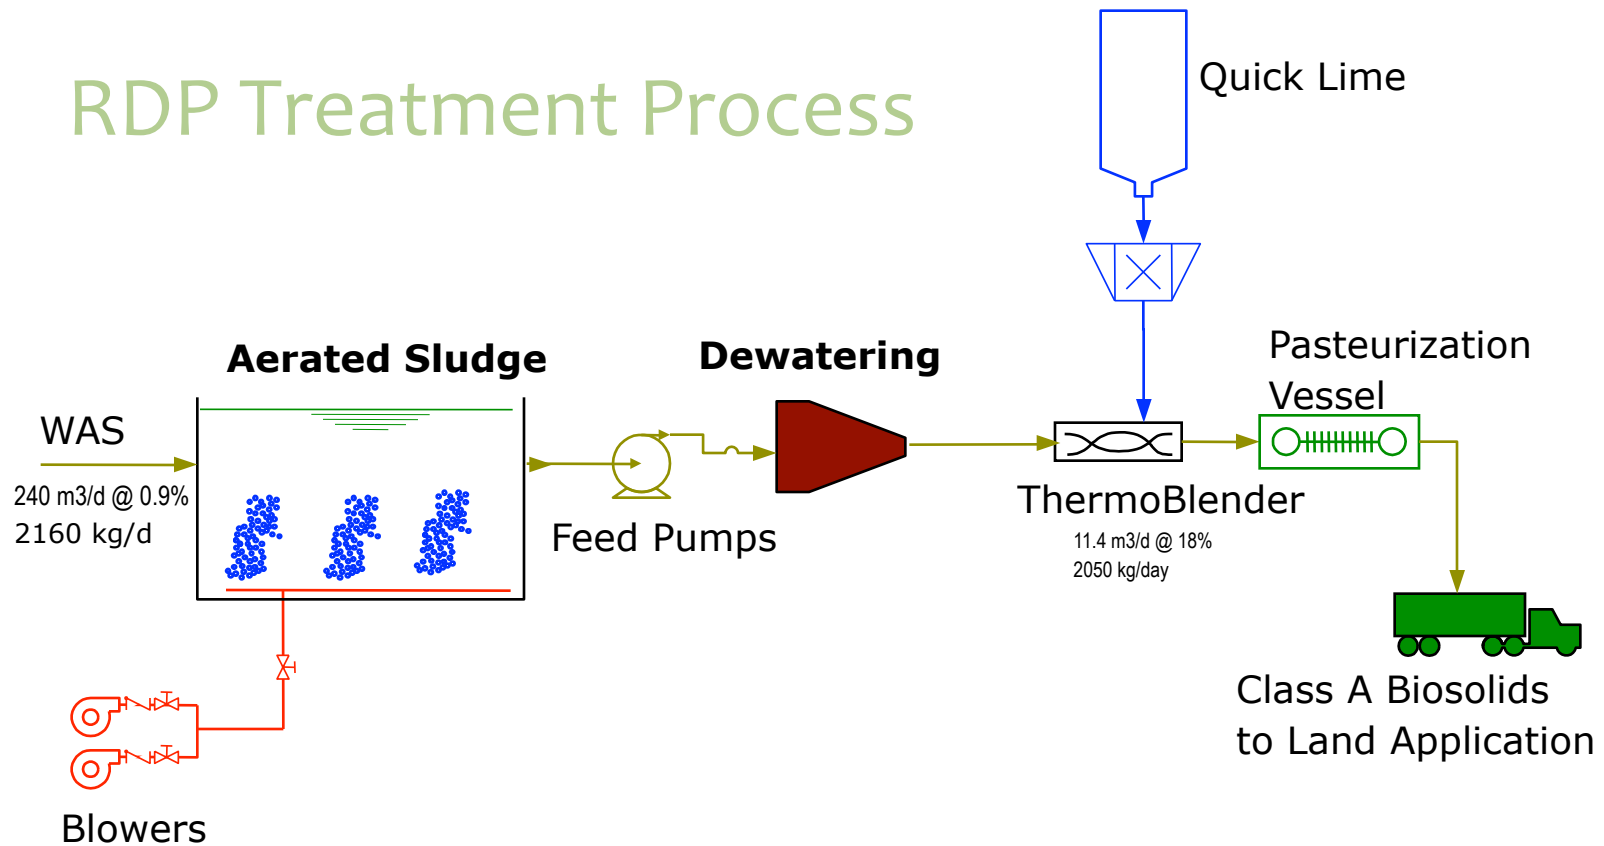 RDP Treatment Process
Quick Lime
Aerated Sludge
Dewatering
Pasteurization
Vessel
WAS
240 m3/d @ 0.9%
2160 kg/d
Feed Pumps
ThermoBlender
11.4 m3/d @ 18%
2050 kg/day
Class A Biosolids
to Land Application
Blowers